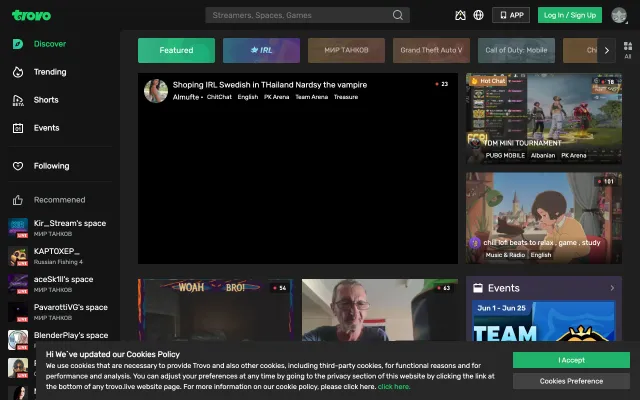 trovo
Streamers, Spaces, Games
APP
Log In / Sign Up
Discover
Trending
Shorts
BETA
Events
Following
Recommened
Kir_Stream's space
МИР ТАНКОВ
LIVE
KAPTOXEP_
Russian Fishing 4
LIVE
aceSk1ll's space
МИР ТАНКОВ
LIVE
PavarottiVG's space
МИР ТАНКОВ
LIVE
BlenderPlay's space
Featured
IRL
МИР ТАНКОВ
Grand Theft Auto V
Call of Duty: Mobile
All
Shoping IRL Swedish in THailand Nardsy the vampire
23
Almufte • ChitChat English PK Arena Team Arena Treasure
Hot Chat
18
TDM MINI TOURNAMENT
PUBG MOBILE Albanian PK Arena
101
chill lofi beats to relax , game , study
Music & Radio English
WOAH BRO!
54
63
Events
Jun 1 - Jun 25
TEAM
Hi We`ve updated our Cookies Policy
We use cookies that are necessary to provide Trovo and also other cookies, including third-party cookies, for functional reasons and for
performance and analysis. You can adjust your preferences at any time by going to the privacy section of this website by clicking the link at
the bottom of any trovo.live website page. For more information on our cookie policy, please click here. click here.
I Accept
Cookies Preference